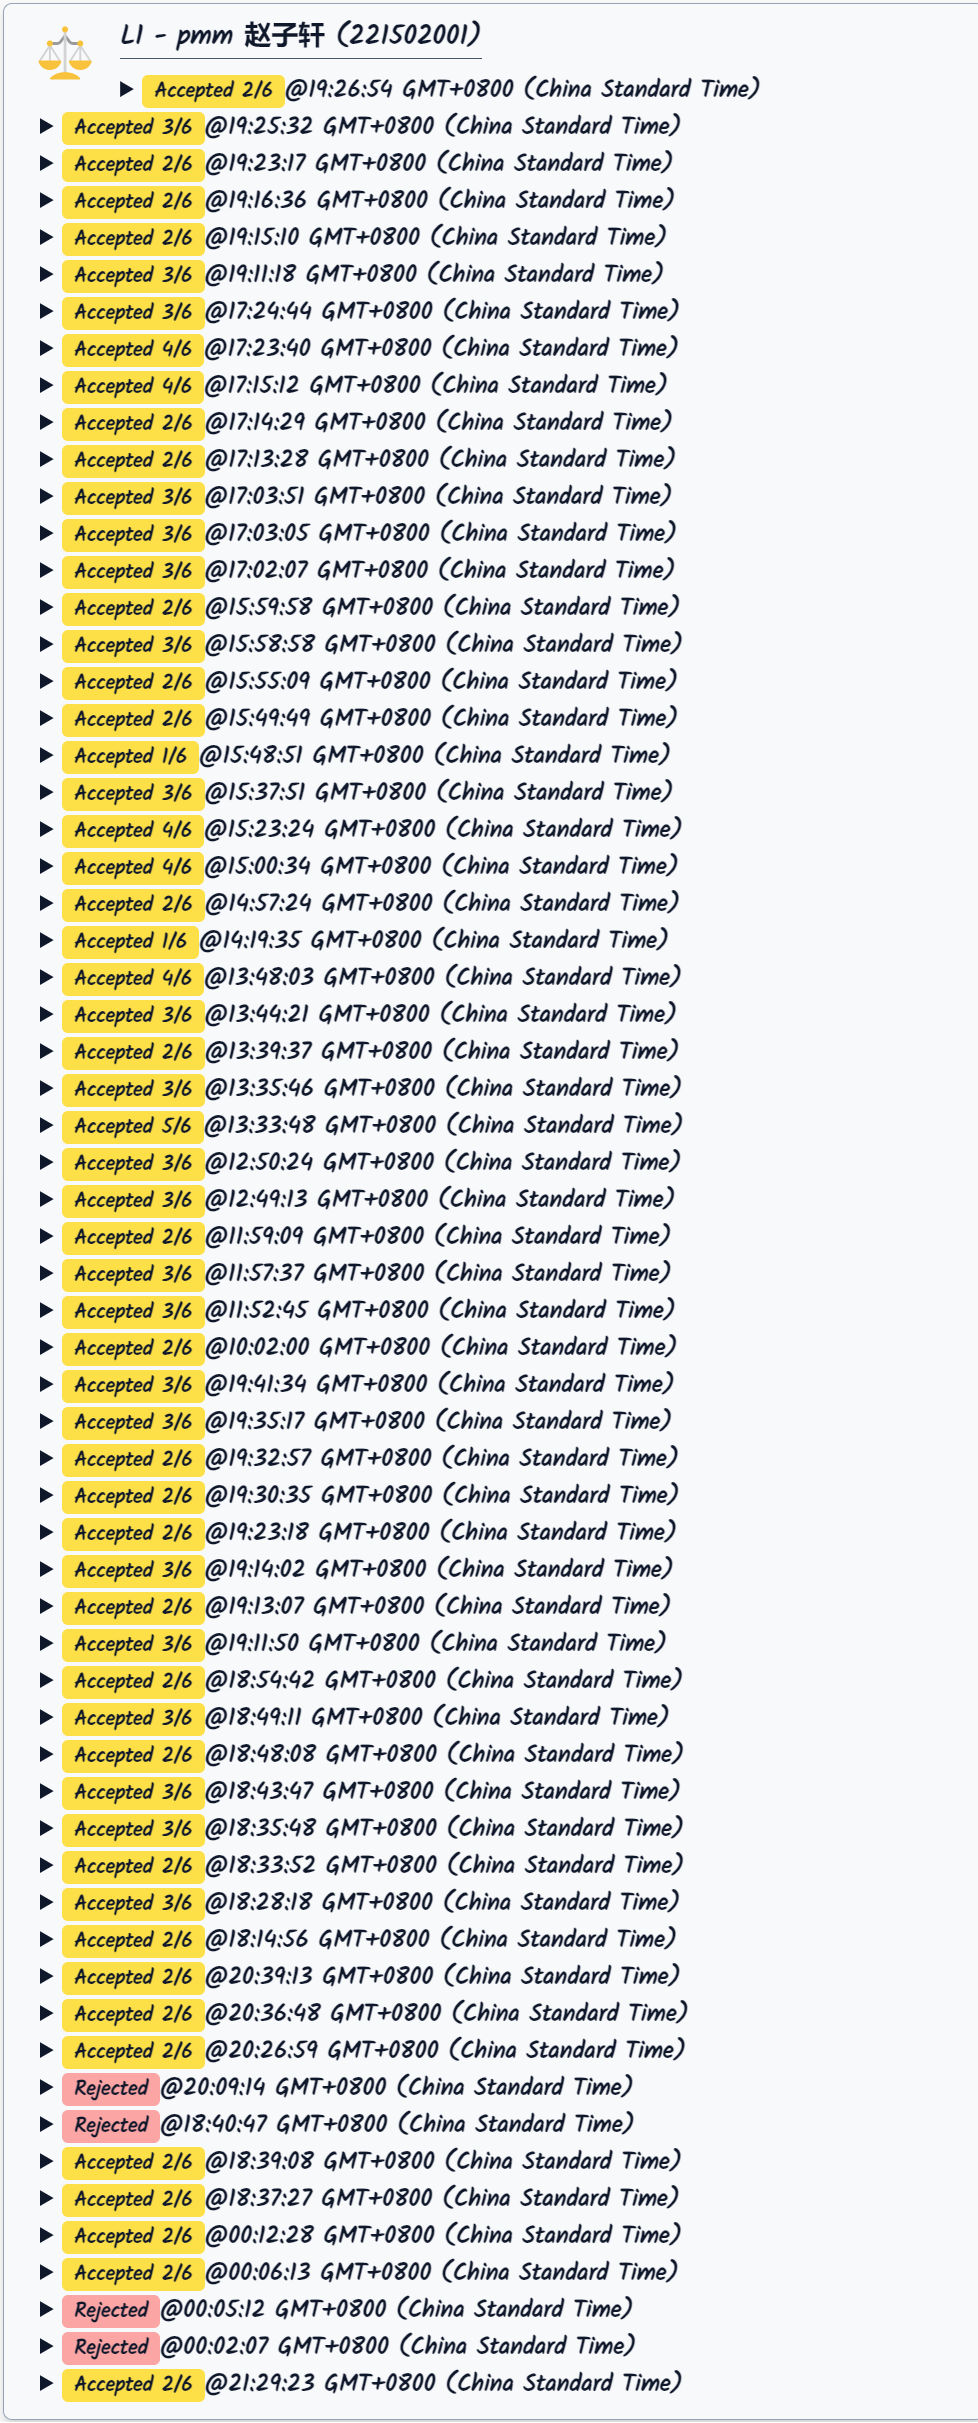 L1 - pmm 赵子轩 (221502001)
Accepted 2/6 @19:26:54 GMT+0800 (China Standard Time)
Accepted 3/6 @19:25:32 GMT+0800 (China Standard Time)
Accepted 2/6 @19:23:17 GMT+0800 (China Standard Time)
Accepted 2/6 @19:16:36 GMT+0800 (China Standard Time)
Accepted 2/6 @19:15:10 GMT+0800 (China Standard Time)
Accepted 3/6 @19:11:18 GMT+0800 (China Standard Time)
Accepted 3/6 @17:24:44 GMT+0800 (China Standard Time)
Accepted 4/6 @17:23:40 GMT+0800 (China Standard Time)
Accepted 4/6 @17:15:12 GMT+0800 (China Standard Time)
Accepted 2/6 @17:14:29 GMT+0800 (China Standard Time)
Accepted 2/6 @17:13:28 GMT+0800 (China Standard Time)
Accepted 3/6 @17:03:51 GMT+0800 (China Standard Time)
Accepted 3/6 @17:03:05 GMT+0800 (China Standard Time)
Accepted 3/6 @17:02:07 GMT+0800 (China Standard Time)
Accepted 2/6 @15:59:58 GMT+0800 (China Standard Time)
Accepted 3/6 @15:58:58 GMT+0800 (China Standard Time)
Accepted 2/6 @15:55:09 GMT+0800 (China Standard Time)
Accepted 2/6 @15:49:49 GMT+0800 (China Standard Time)
Accepted 1/6 @15:48:51 GMT+0800 (China Standard Time)
Accepted 3/6 @15:37:51 GMT+0800 (China Standard Time)
Accepted 4/6 @15:23:24 GMT+0800 (China Standard Time)
Accepted 4/6 @15:00:34 GMT+0800 (China Standard Time)
Accepted 2/6 @14:57:24 GMT+0800 (China Standard Time)
Accepted 1/6 @14:19:35 GMT+0800 (China Standard Time)
Accepted 4/6 @13:48:03 GMT+0800 (China Standard Time)
Accepted 3/6 @13:44:21 GMT+0800 (China Standard Time)
Accepted 2/6 @13:39:37 GMT+0800 (China Standard Time)
Accepted 3/6 @13:35:46 GMT+0800 (China Standard Time)
Accepted 5/6 @13:33:48 GMT+0800 (China Standard Time)
Accepted 3/6 @12:50:24 GMT+0800 (China Standard Time)
Accepted 3/6 @12:49:13 GMT+0800 (China Standard Time)
Accepted 2/6 @11:59:09 GMT+0800 (China Standard Time)
Accepted 3/6 @11:57:37 GMT+0800 (China Standard Time)
Accepted 3/6 @11:52:45 GMT+0800 (China Standard Time)
Accepted 2/6 @10:02:00 GMT+0800 (China Standard Time)
Accepted 3/6 @19:41:34 GMT+0800 (China Standard Time)
Accepted 3/6 @19:35:17 GMT+0800 (China Standard Time)
Accepted 2/6 @19:32:57 GMT+0800 (China Standard Time)
Accepted 2/6 @19:30:35 GMT+0800 (China Standard Time)
Accepted 2/6 @19:23:18 GMT+0800 (China Standard Time)
Accepted 3/6 @19:14:02 GMT+0800 (China Standard Time)
Accepted 2/6 @19:13:07 GMT+0800 (China Standard Time)
Accepted 3/6 @19:11:50 GMT+0800 (China Standard Time)
Accepted 2/6 @18:54:42 GMT+0800 (China Standard Time)
Accepted 3/6 @18:49:11 GMT+0800 (China Standard Time)
Accepted 2/6 @18:48:08 GMT+0800 (China Standard Time)
Accepted 3/6 @18:43:47 GMT+0800 (China Standard Time)
Accepted 3/6 @18:35:48 GMT+0800 (China Standard Time)
Accepted 2/6 @18:33:52 GMT+0800 (China Standard Time)
Accepted 3/6 @18:28:18 GMT+0800 (China Standard Time)
Accepted 2/6 @18:14:56 GMT+0800 (China Standard Time)
Accepted 2/6 @20:39:13 GMT+0800 (China Standard Time)
Accepted 2/6 @20:36:48 GMT+0800 (China Standard Time)
Accepted 2/6 @20:26:59 GMT+0800 (China Standard Time)
Rejected @20:09:14 GMT+0800 (China Standard Time)
Rejected @18:40:47 GMT+0800 (China Standard Time)
Accepted 2/6 @18:39:08 GMT+0800 (China Standard Time)
Accepted 2/6 @18:37:27 GMT+0800 (China Standard Time)
Accepted 2/6 @00:12:28 GMT+0800 (China Standard Time)
Accepted 2/6 @00:06:13 GMT+0800 (China Standard Time)
Rejected @00:05:12 GMT+0800 (China Standard Time)
Rejected @00:02:07 GMT+0800 (China Standard Time)
Accepted 2/6 @21:29:23 GMT+0800 (China Standard Time)